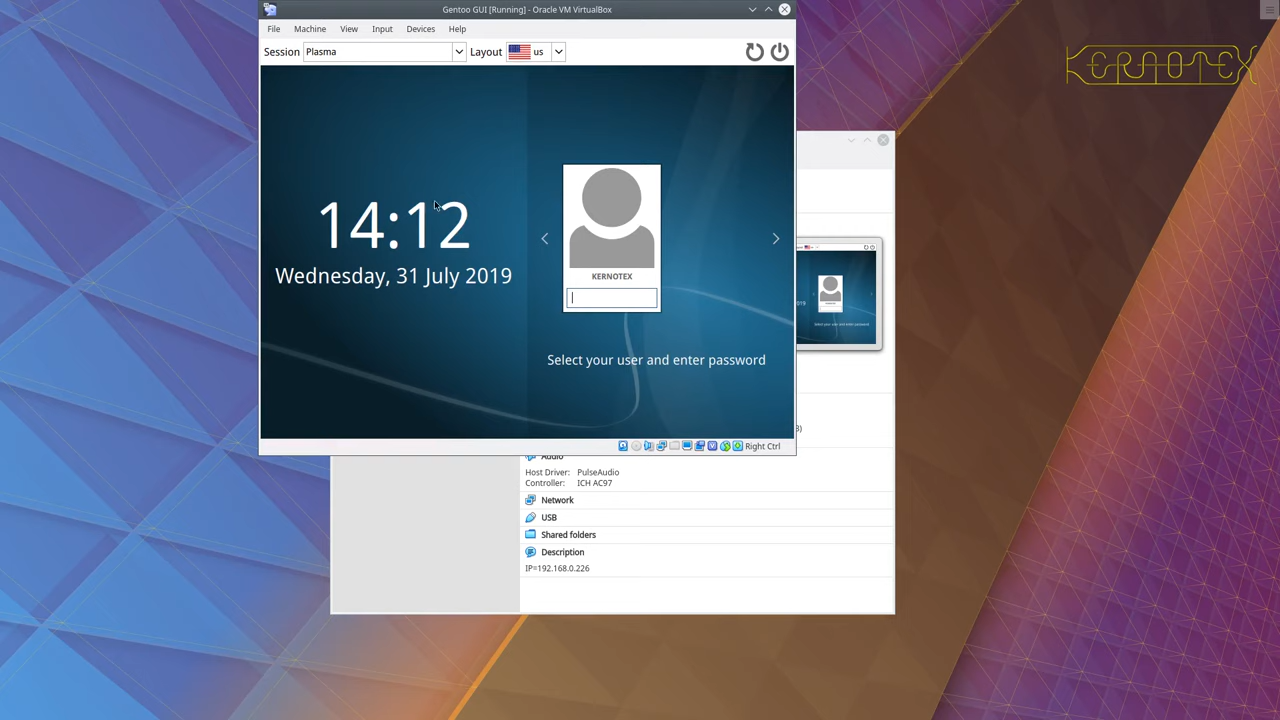 Gentoo GUI [Running] - Oracle VM VirtualBox
File Machine View Input Devices Help
Session Plasma Layout us
KERNOTEX
14:12
Wednesday, 31 July 2019
KERNOTEX
Select your user and enter password
Right Ctrl
Audio
Host Driver: PulseAudio
Controller: ICH AC97
Network
USB
Shared folders
Description
IP=192.168.0.226